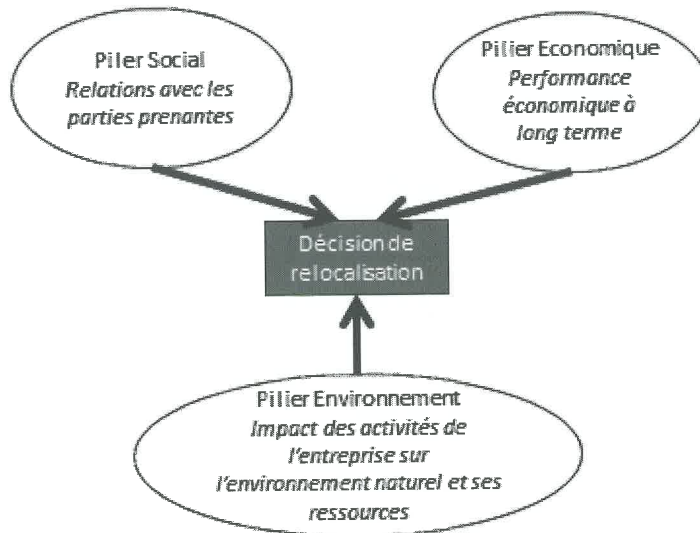 Piler Social
Relations avec les
parties prenantes
Pilier Economique
Performance
économique à
long terme
Décision de
relocalisation
Pilier Environnement
Impact des activités de
l'entreprise sur
l'environnement naturel et ses
ressources